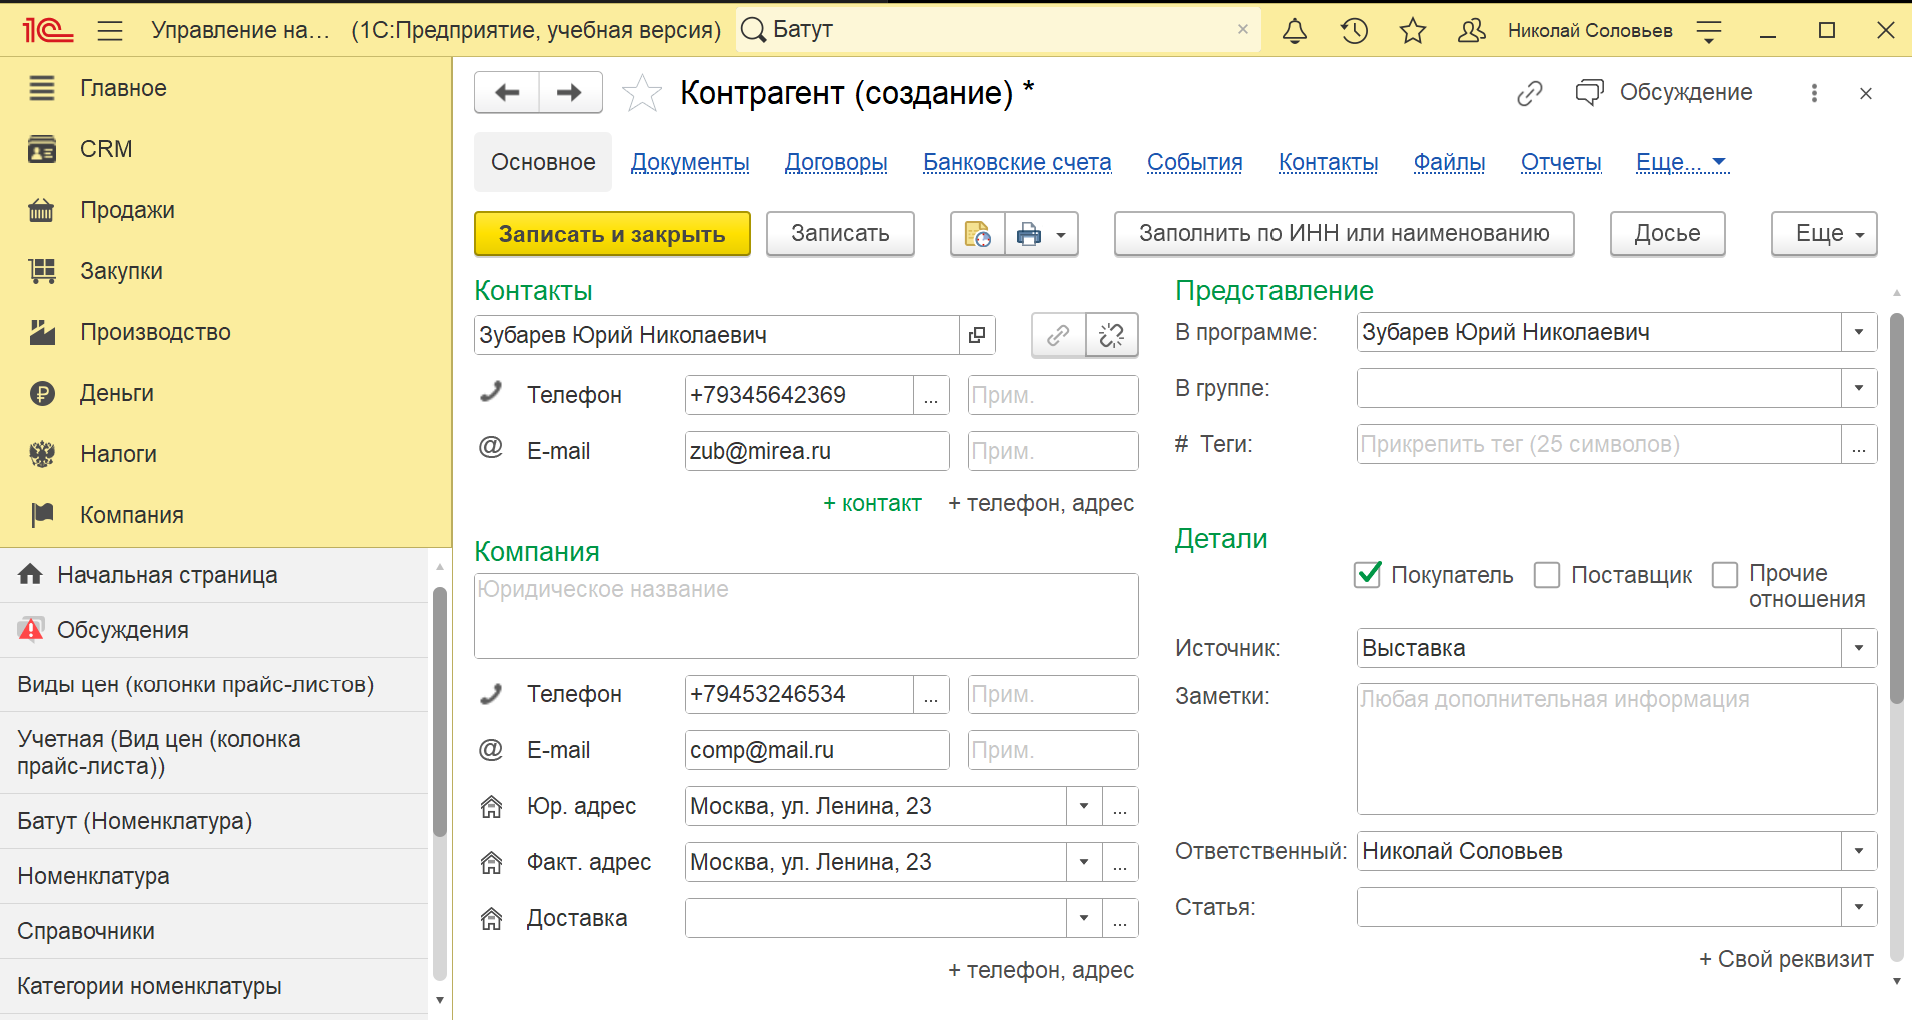 1С Управление на... (1С:Предприятие, учебная версия) Батут × Николай Соловьев
Главное
CRM
Продажи
Закупки
Производство
Деньги
Налоги
Компания
Начальная страница
Обсуждения
Виды цен (колонки прайс-листов)
Учетная (Вид цен (колонка
прайс-листа))
Батут (Номенклатура)
Номенклатура
Справочники
Категории номенклатуры
Контрагент (создание) *
Обсуждение
Основное Документы Договоры Банковские счета События Контакты Файлы Отчеты Еще...
Записать и закрыть Записать Заполнить по ИНН или наименованию Досье Еще
Контакты
Зубарев Юрий Николаевич
Телефон +79345642369 ... Прим.
@ E-mail zub@mirea.ru Прим.
+ контакт + телефон, адрес
Компания
Юридическое название
Телефон +79453246534 ... Прим.
@ E-mail comp@mail.ru Прим.
Юр. адрес Москва, ул. Ленина, 23 ...
Факт. адрес Москва, ул. Ленина, 23 ...
Доставка ...
+ телефон, адрес
Представление
В программе: Зубарев Юрий Николаевич
В группе:
# Теги: Прикрепить тег (25 символов) ...
Детали
Покупатель Поставщик Прочие
отношения
Источник: Выставка
Заметки: Любая дополнительная информация
Ответственный: Николай Соловьев
Статья:
+ Свой реквизит